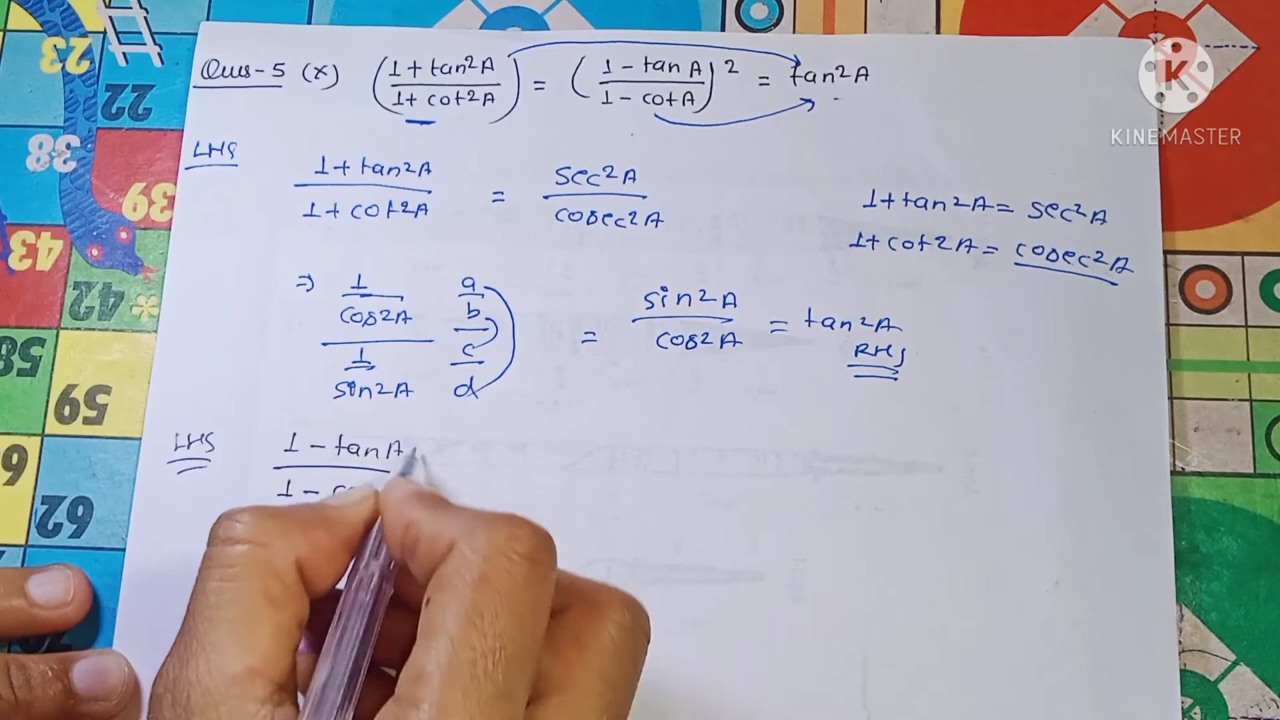 Ques-5 (x) (1+tan2A / 1+cot2A) = (1-tanA / 1-cotA)2 = tan2A
KINEMASTER
LHS
1+tan2A / 1+cot2A = sec2A / cosec2A
1+tan2A = sec2A
1+cot2A = cosec2A
⇒ 1/cos2A / 1/sin2A a/b / c/d = sin2A / cos2A = tan2A
RHS
LHS 1-tanA
1-
23
22
38
39
43
42
58
59
62